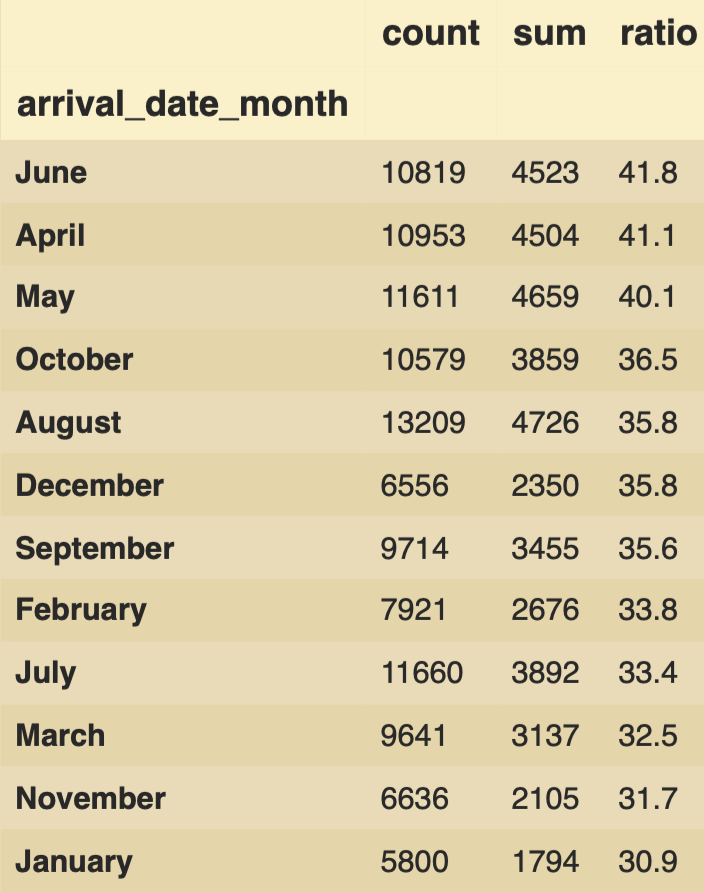 count sum ratio
arrival_date_month
June 10819 4523 41.8
April 10953 4504 41.1
May 11611 4659 40.1
October 10579 3859 36.5
August 13209 4726 35.8
December 6556 2350 35.8
September 9714 3455 35.6
February 7921 2676 33.8
July 11660 3892 33.4
March 9641 3137 32.5
November 6636 2105 31.7
January 5800 1794 30.9